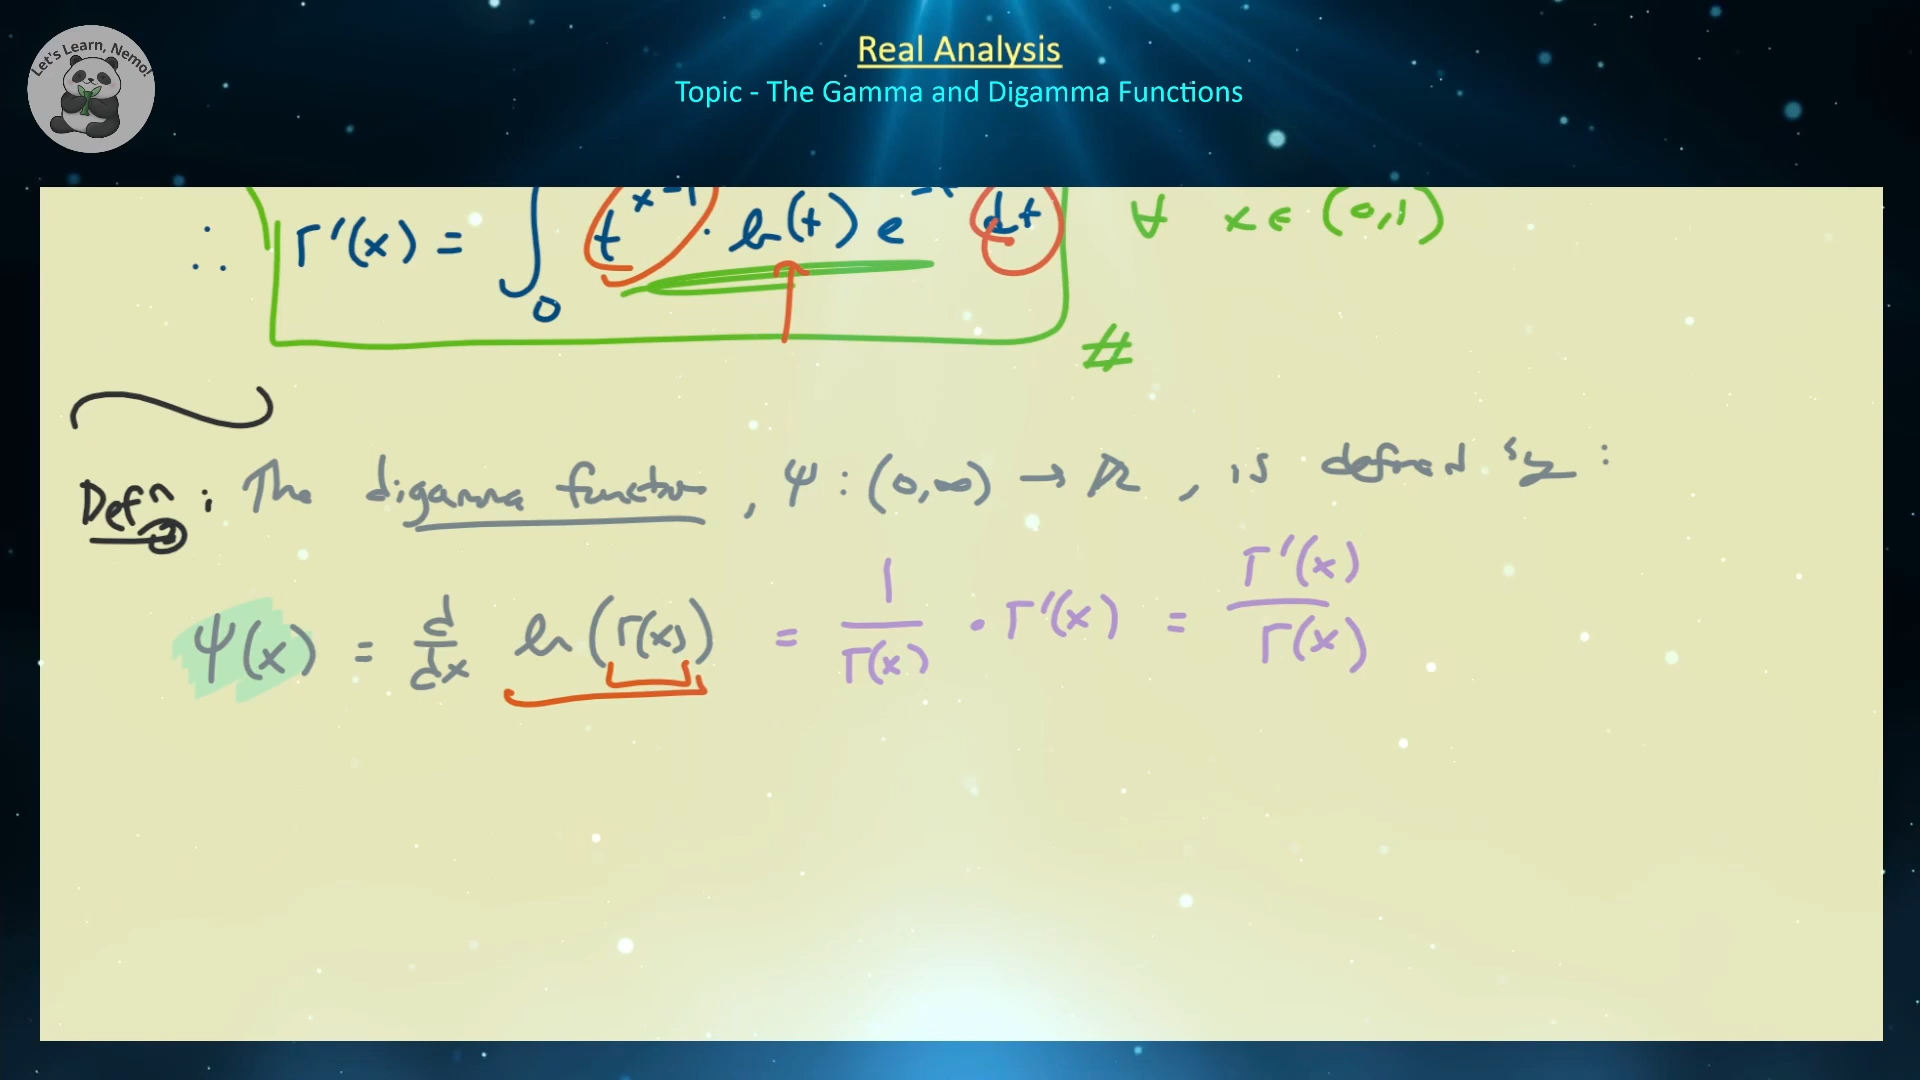 Let's Learn, Nemo!
Real Analysis
Topic - The Gamma and Digamma Functions
∴ Γ'(x) = ∫₀ t^(x-1) · ln(t) e^-t dt ∀ x ∈ (0,1)
#
Defn: The digamma function, Ψ : (0,∞) → ℝ, is defined by :
Ψ(x) = d/dx ln(Γ(x)) = 1/Γ(x) · Γ'(x) = Γ'(x)/Γ(x)